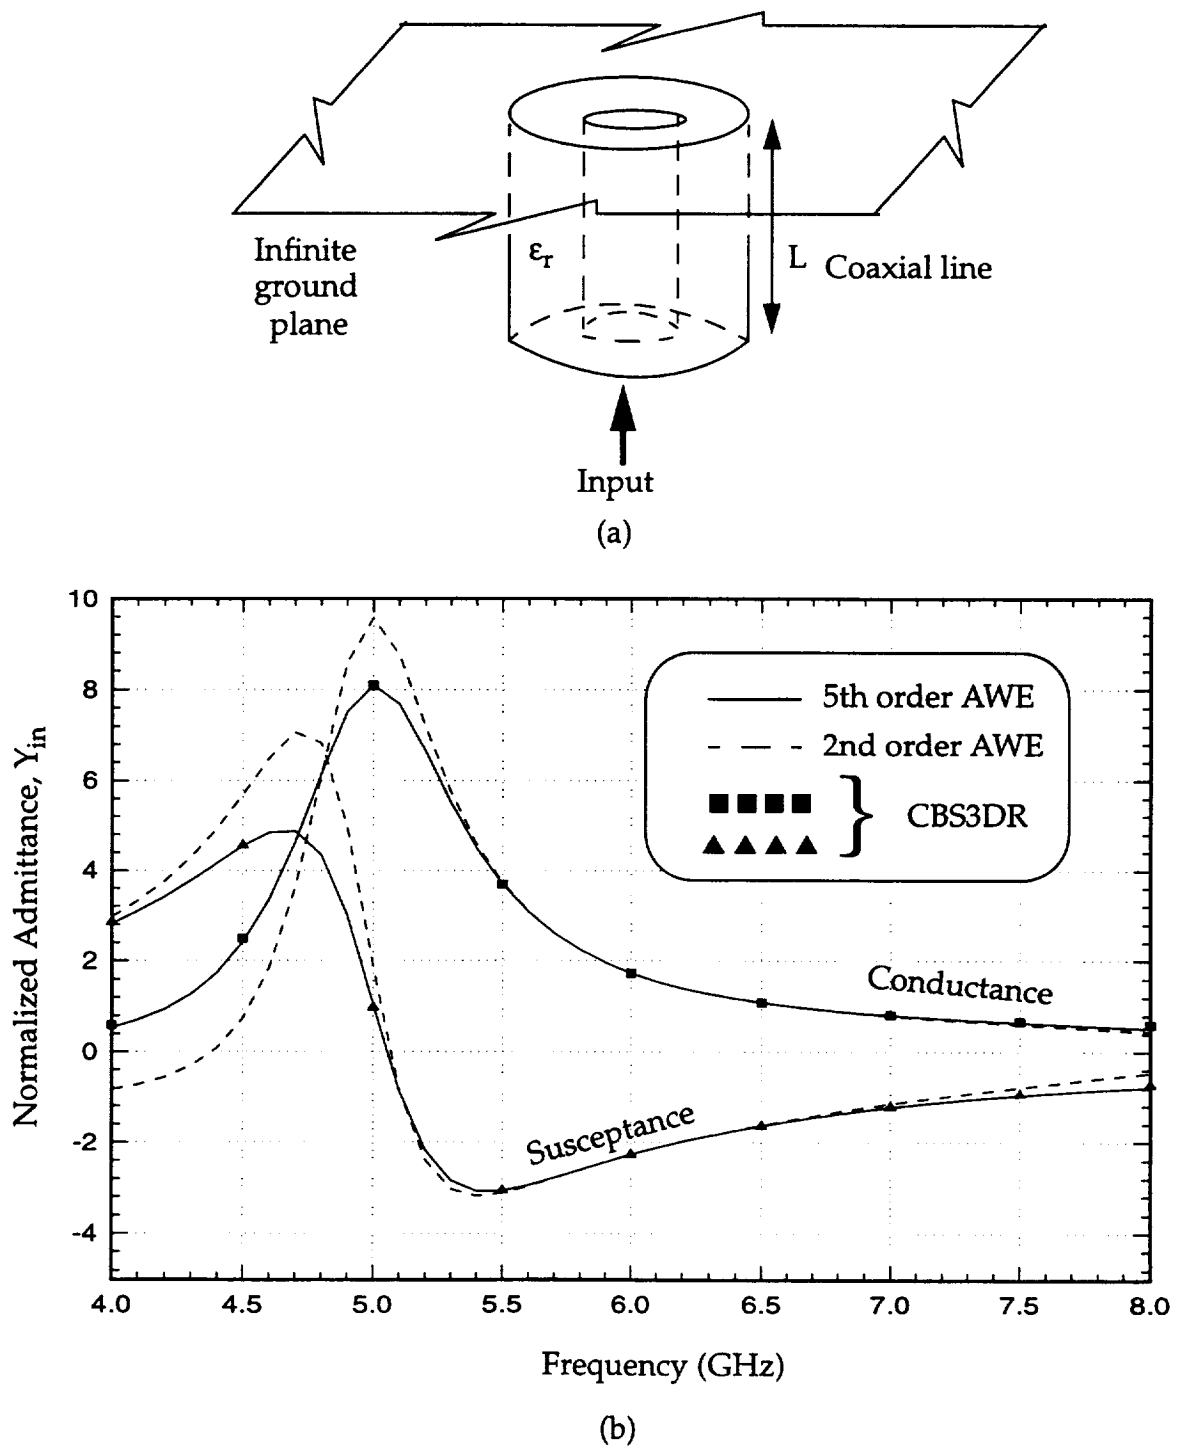 Infinite
ground
plane
εr
L Coaxial line
Input
(a)
Normalized Admittance, Yin
10
8
6
4
2
0
-2
-4
5th order AWE
2nd order AWE
CBS3DR
Conductance
Susceptance
4.0 4.5 5.0 5.5 6.0 6.5 7.0 7.5 8.0
Frequency (GHz)
(b)